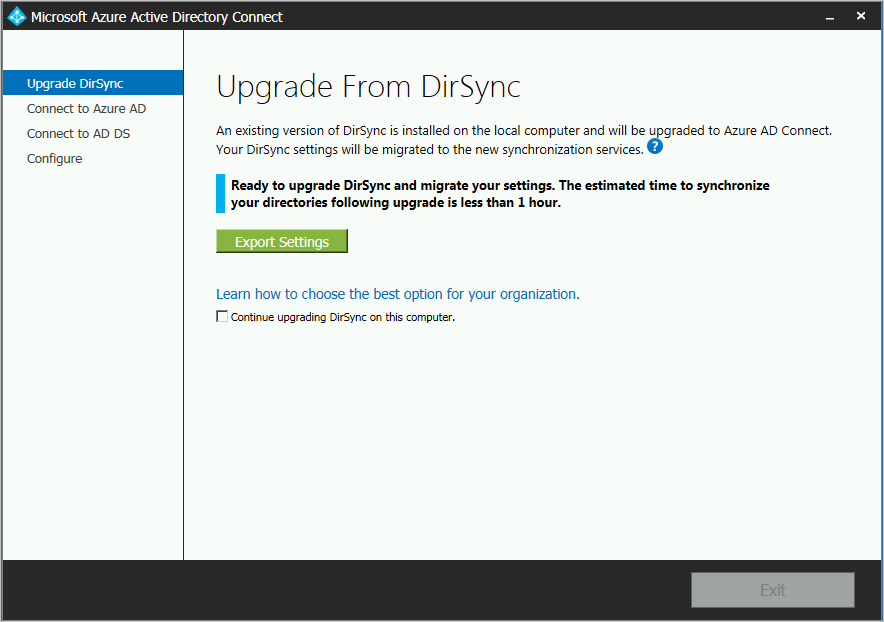 Microsoft Azure Active Directory Connect
Upgrade DirSync
Connect to Azure AD
Connect to AD DS
Configure
Upgrade From DirSync
An existing version of DirSync is installed on the local computer and will be upgraded to Azure AD Connect.
Your DirSync settings will be migrated to the new synchronization services. ?
Ready to upgrade DirSync and migrate your settings. The estimated time to synchronize
your directories following upgrade is less than 1 hour.
Export Settings
Learn how to choose the best option for your organization.
Continue upgrading DirSync on this computer.
Exit